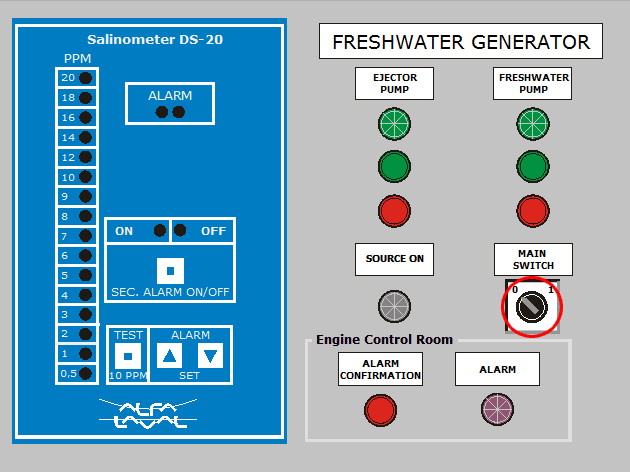 Salinometer DS-20
PPM
20
18
16
14
12
10
9
8
7
6
5
4
3
2
1
0,5
ALARM
ON OFF
SEC. ALARM ON/OFF
TEST
10 PPM
ALARM
SET
ALFA
LAVAL
FRESHWATER GENERATOR
EJECTOR
PUMP
FRESHWATER
PUMP
SOURCE ON
MAIN
SWITCH
0 1
Engine Control Room
ALARM
CONFIRMATION
ALARM